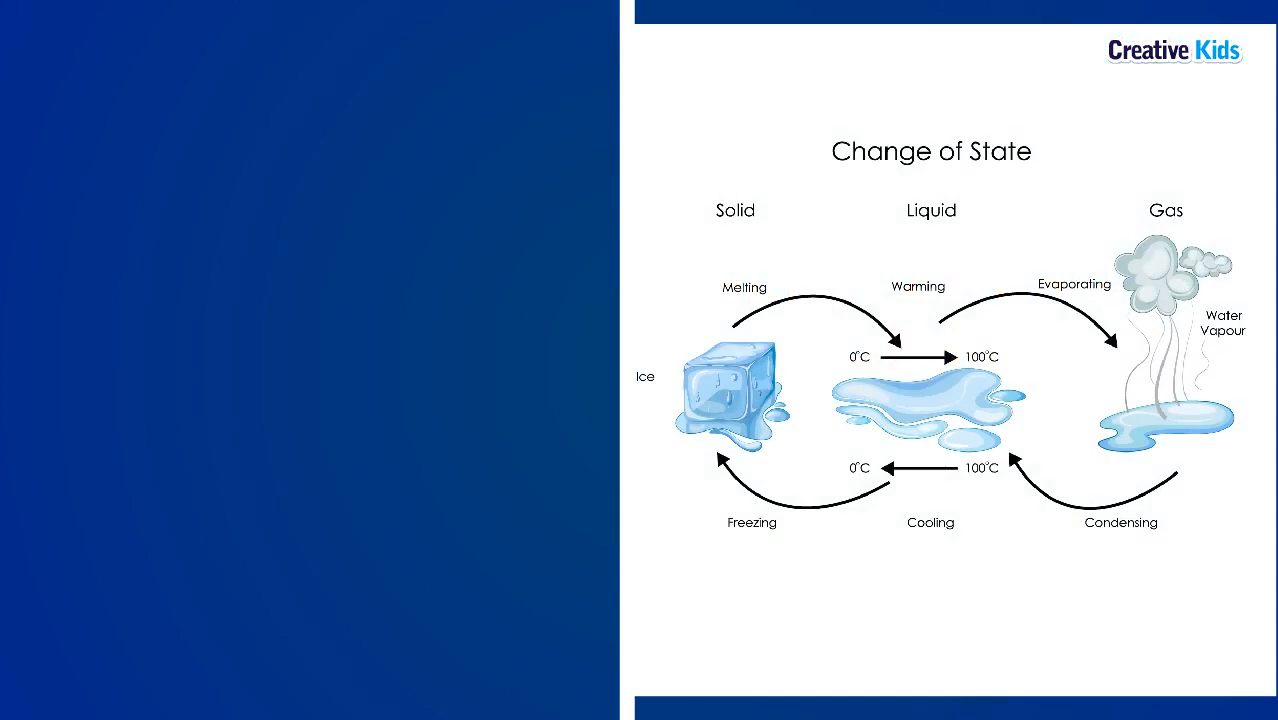 Creative Kids
Change of State
Solid Liquid Gas
Melting Warming Evaporating
Water
Vapour
0°C 100°C
Ice
0°C 100°C
Freezing Cooling Condensing